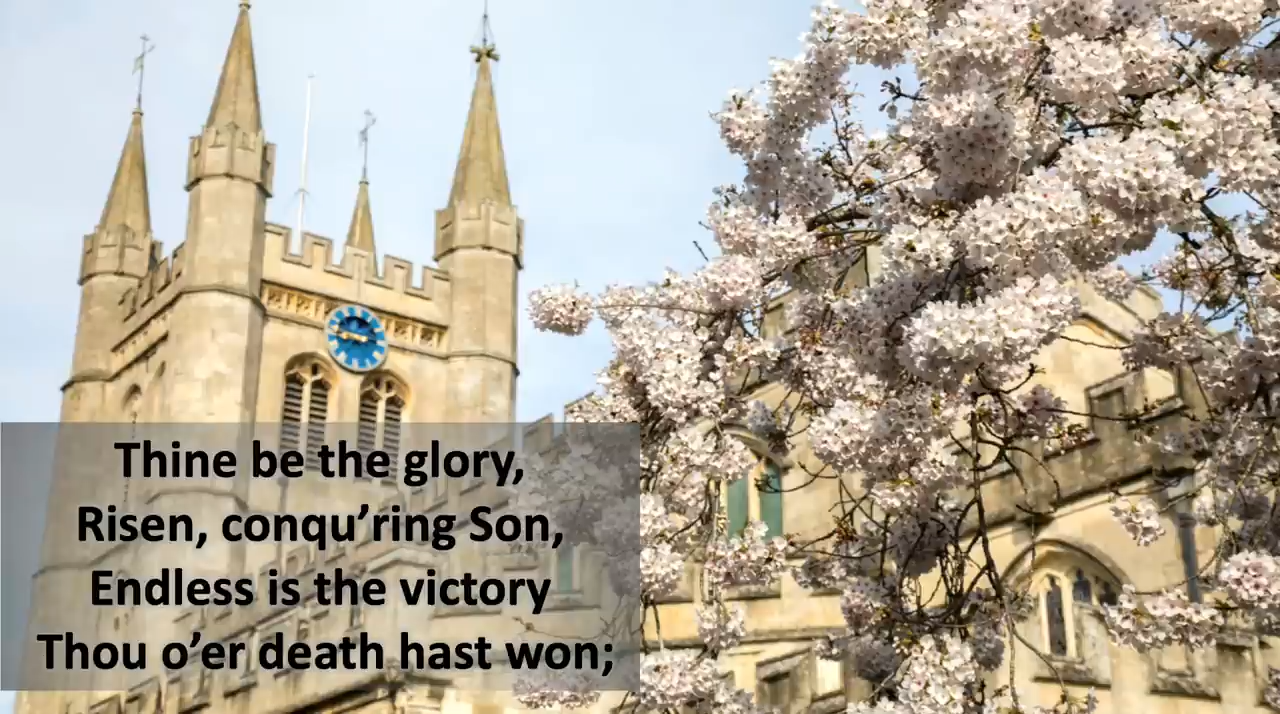 Thine be the glory,
Risen, conqu’ring Son,
Endless is the victory
Thou o’er death hast won;